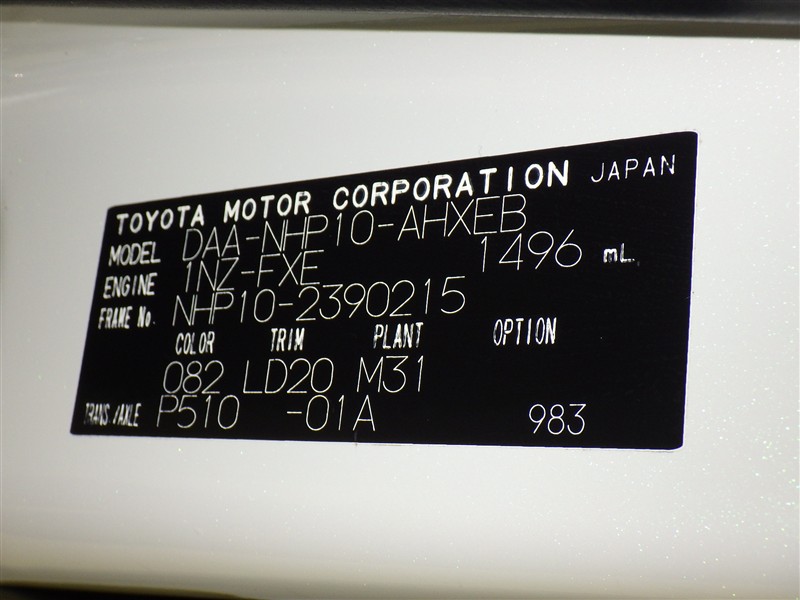 TOYOTA MOTOR CORPORATION JAPAN
MODEL DAA-NHP10-AHXEB
ENGINE 1NZ-FXE 1496 mL
FRAME No. NHP10-2390215
COLOR TRIM PLANT OPTION
082 LD20 M31
TRANS./AXLE P510 -01A 983